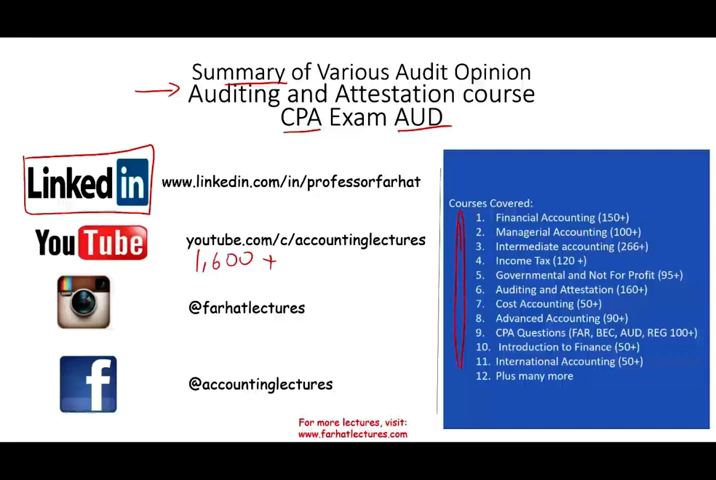 Summary of Various Audit Opinion
Auditing and Attestation course
CPA Exam AUD
Linked in
www.linkedin.com/in/professorfarhat
You Tube
youtube.com/c/accountinglectures
1,600 +
@farhatlectures
f
@accountinglectures
For more lectures, visit:
www.farhatlectures.com
Courses Covered:
1. Financial Accounting (150+)
2. Managerial Accounting (100+)
3. Intermediate accounting (266+)
4. Income Tax (120 +)
5. Governmental and Not For Profit (95+)
6. Auditing and Attestation (160+)
7. Cost Accounting (50+)
8. Advanced Accounting (90+)
9. CPA Questions (FAR, BEC, AUD, REG 100+)
10. Introduction to Finance (50+)
11. International Accounting (50+)
12. Plus many more